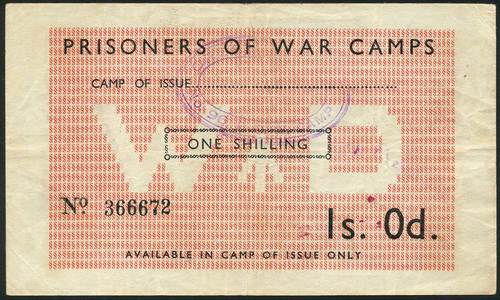 PRISONERS OF WAR CAMPS
CAMP OF ISSUE
W D
ONE SHILLING
Nº 366672
1s. 0d.
AVAILABLE IN CAMP OF ISSUE ONLY